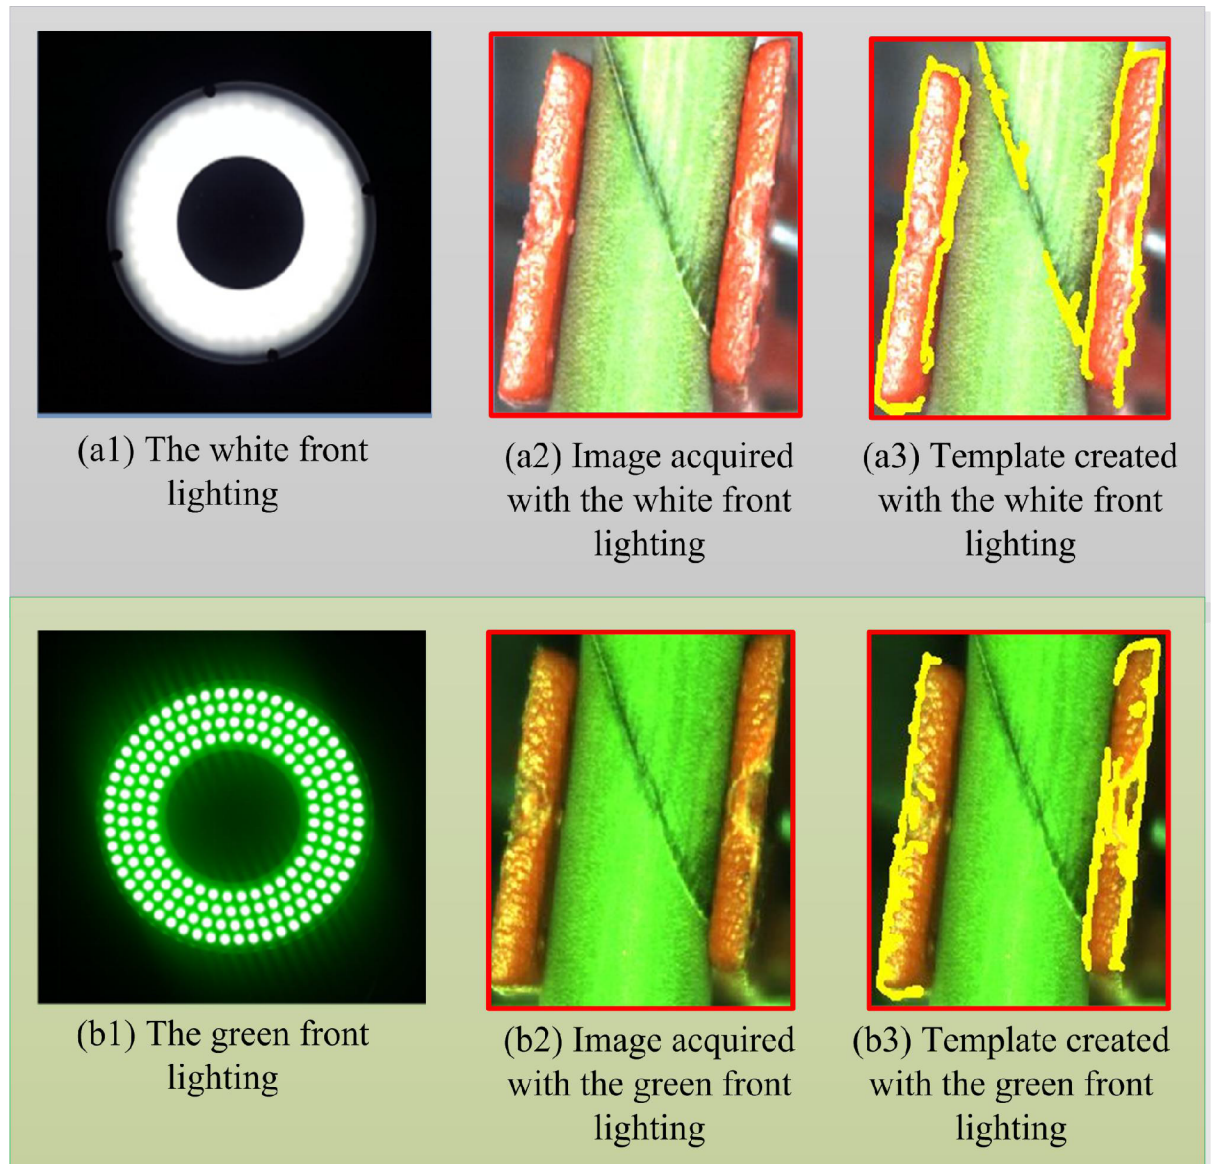 (a1) The white front
lighting
(a2) Image acquired
with the white front
lighting
(a3) Template created
with the white front
lighting
(b1) The green front
lighting
(b2) Image acquired
with the green front
lighting
(b3) Template created
with the green front
lighting